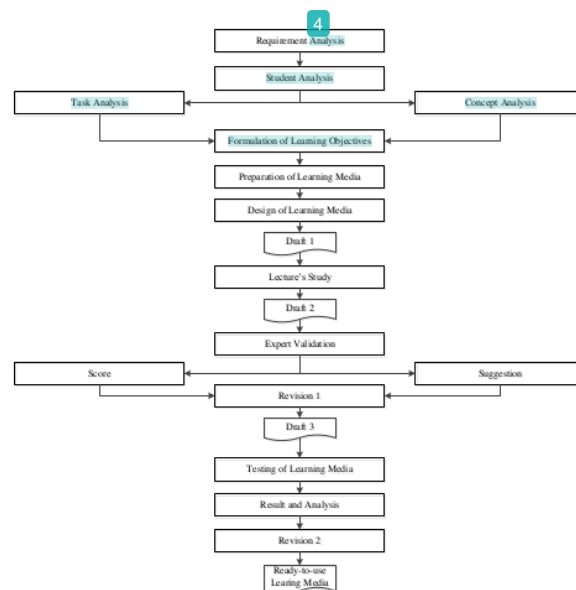 4
Requirement Analysis
Student Analysis
Task Analysis
Concept Analysis
Formulation of Learning Objectives
Preparation of Learning Media
Design of Learning Media
Draft 1
Lecture's Study
Draft 2
Expert Validation
Score
Suggestion
Revision 1
Draft 3
Testing of Learning Media
Result and Analysis
Revision 2
Ready-to-use
Learing Media